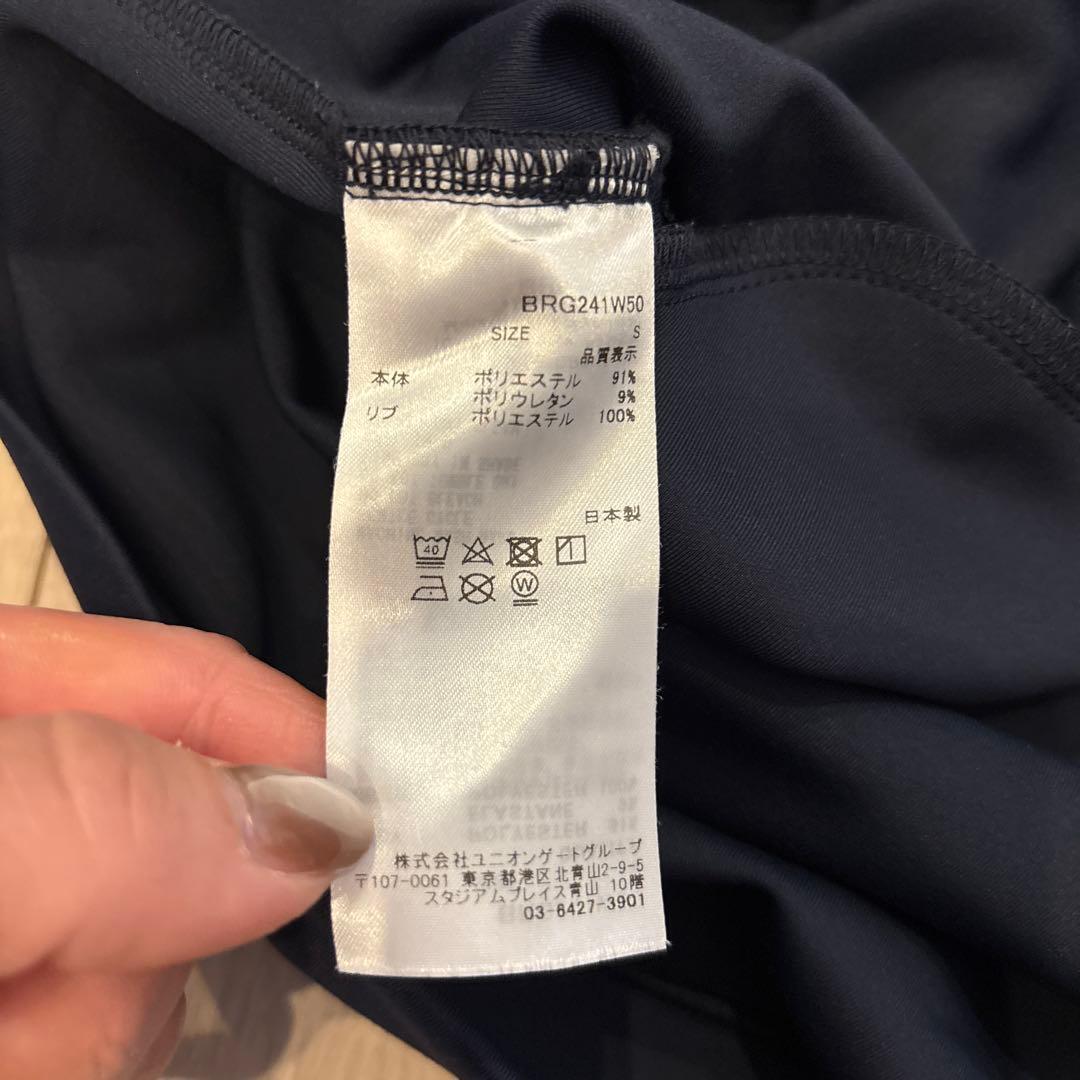 BRG241W50
SIZE S
品質表示
本体 ポリエステル 91%
ポリウレタン 9%
リブ ポリエステル 100%
日本製
40
W
株式会社ユニオンゲートグループ
〒107-0061 東京都港区北青山2-9-5
スタジアムプレイス青山 10階
03-6427-3901